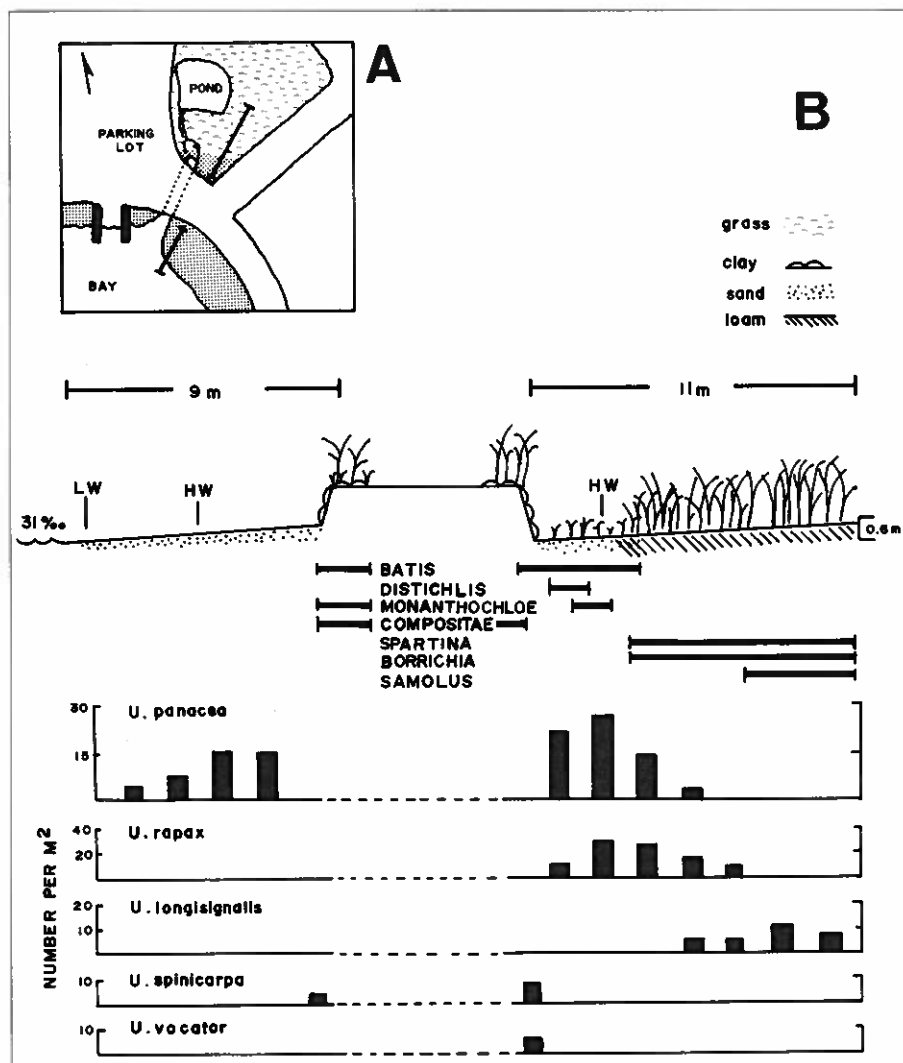 A
B
POND
PARKING
LOT
BAY
grass
clay
sand
loam
9 m
11 m
LW
HW
HW
31‰
0.6m
BATIS
DISTICHLIS
MONANTHOCHLOE
COMPOSITAE
SPARTINA
BORRICHIA
SAMOLUS
NUMBER PER M²
30
15
U. panacea
40
20
U. rapax
20
10
U. longisignalis
10
U. spinicarpa
10
U. vocator